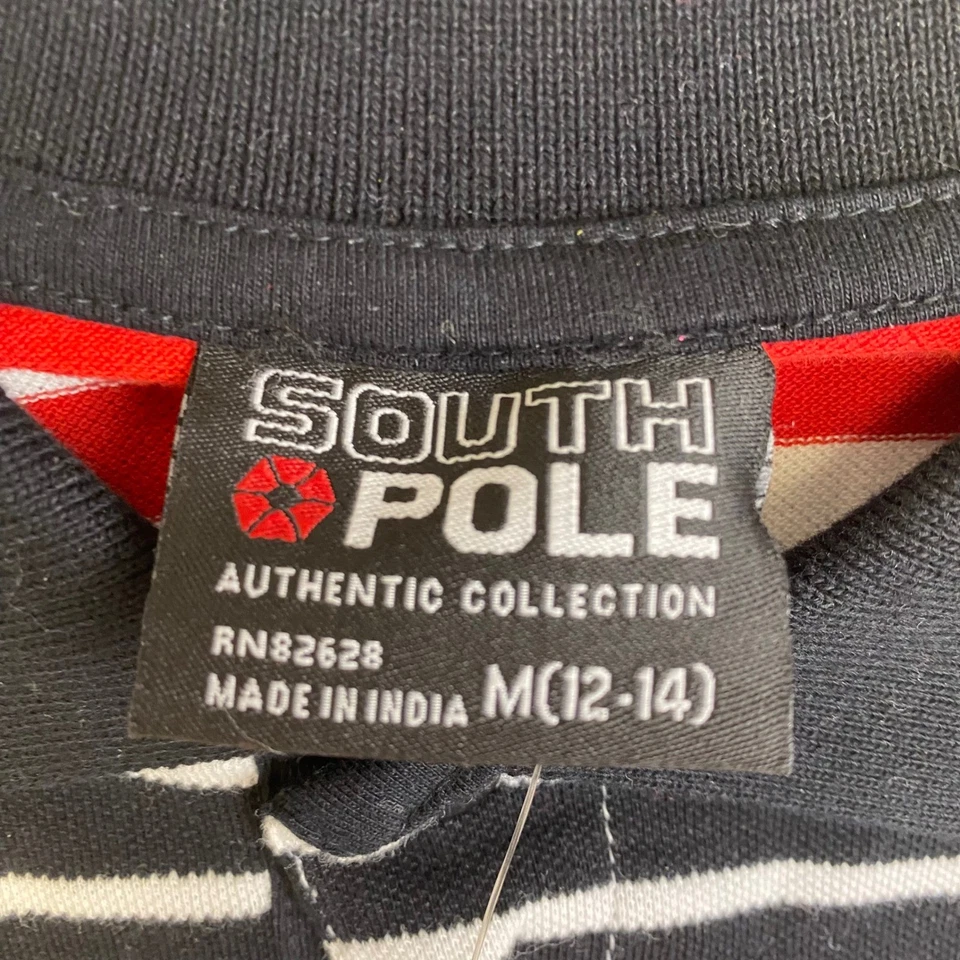 SOUTH
POLE
AUTHENTIC COLLECTION
RN82628
MADE IN INDIA M(12-14)